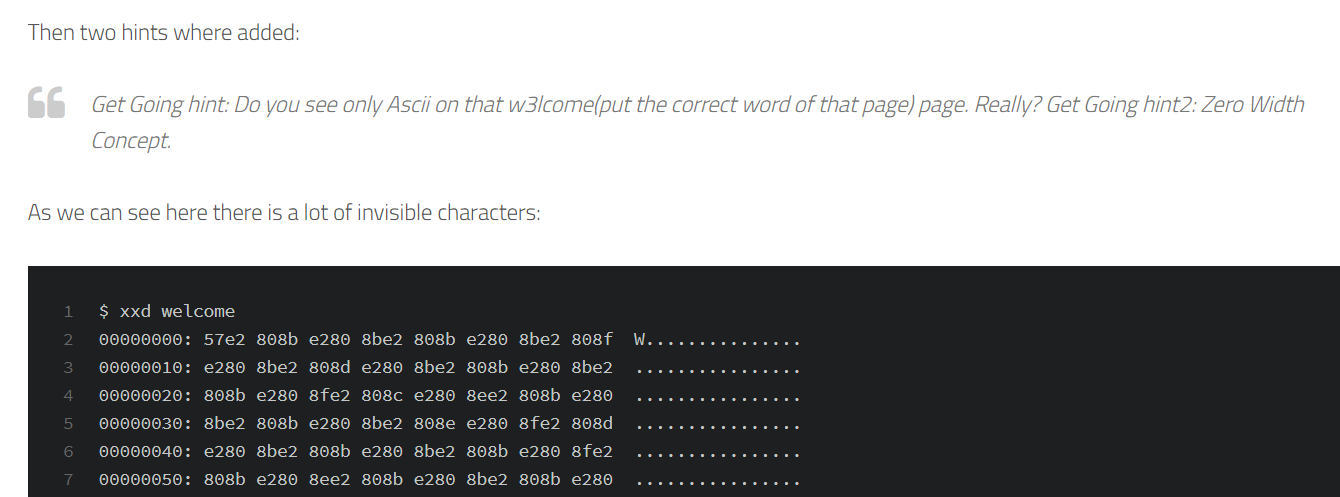 Then two hints where added:
Get Going hint: Do you see only Ascii on that w3lcome(put the correct word of that page) page. Really? Get Going hint2: Zero Width
Concept.
As we can see here there is a lot of invisible characters:
1 $ xxd welcome
2 00000000: 57e2 808b e280 8be2 808b e280 8be2 808f W...............
3 00000010: e280 8be2 808d e280 8be2 808b e280 8be2 ................
4 00000020: 808b e280 8fe2 808c e280 8ee2 808b e280 ................
5 00000030: 8be2 808b e280 8be2 808e e280 8fe2 808d ................
6 00000040: e280 8be2 808b e280 8be2 808b e280 8fe2 ................
7 00000050: 808b e280 8ee2 808b e280 8be2 808b e280 ................